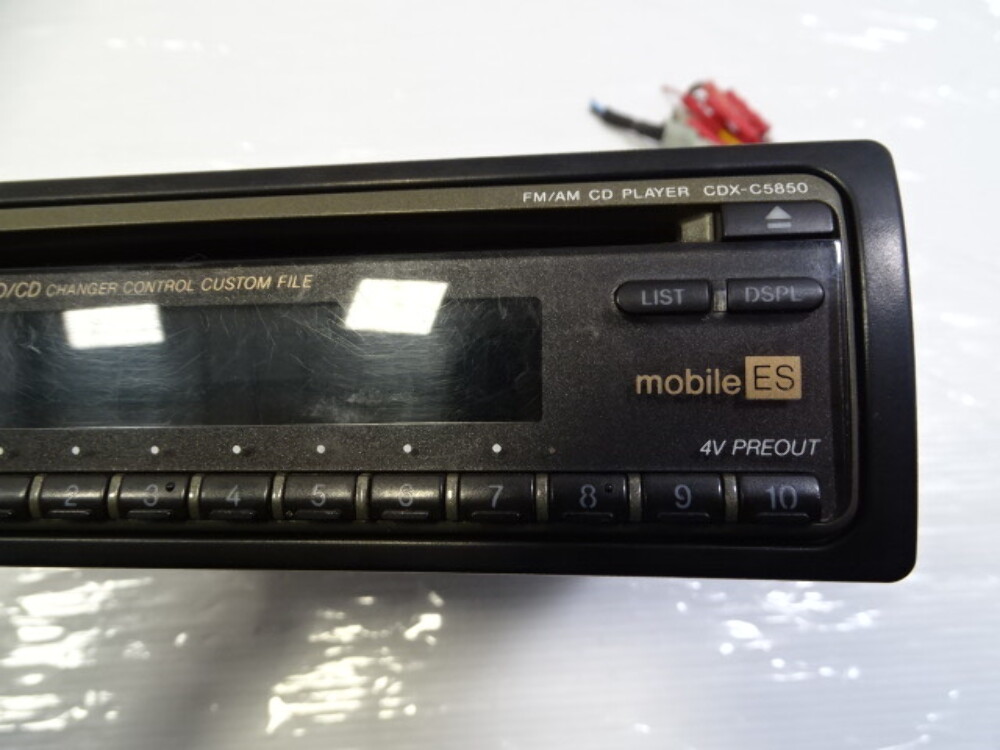 FM/AM CD PLAYER CDX-C5850
/CD CHANGER CONTROL CUSTOM FILE
LIST DSPL
mobile ES
4V PREOUT
2 3 4 5 6 7 8 9 10